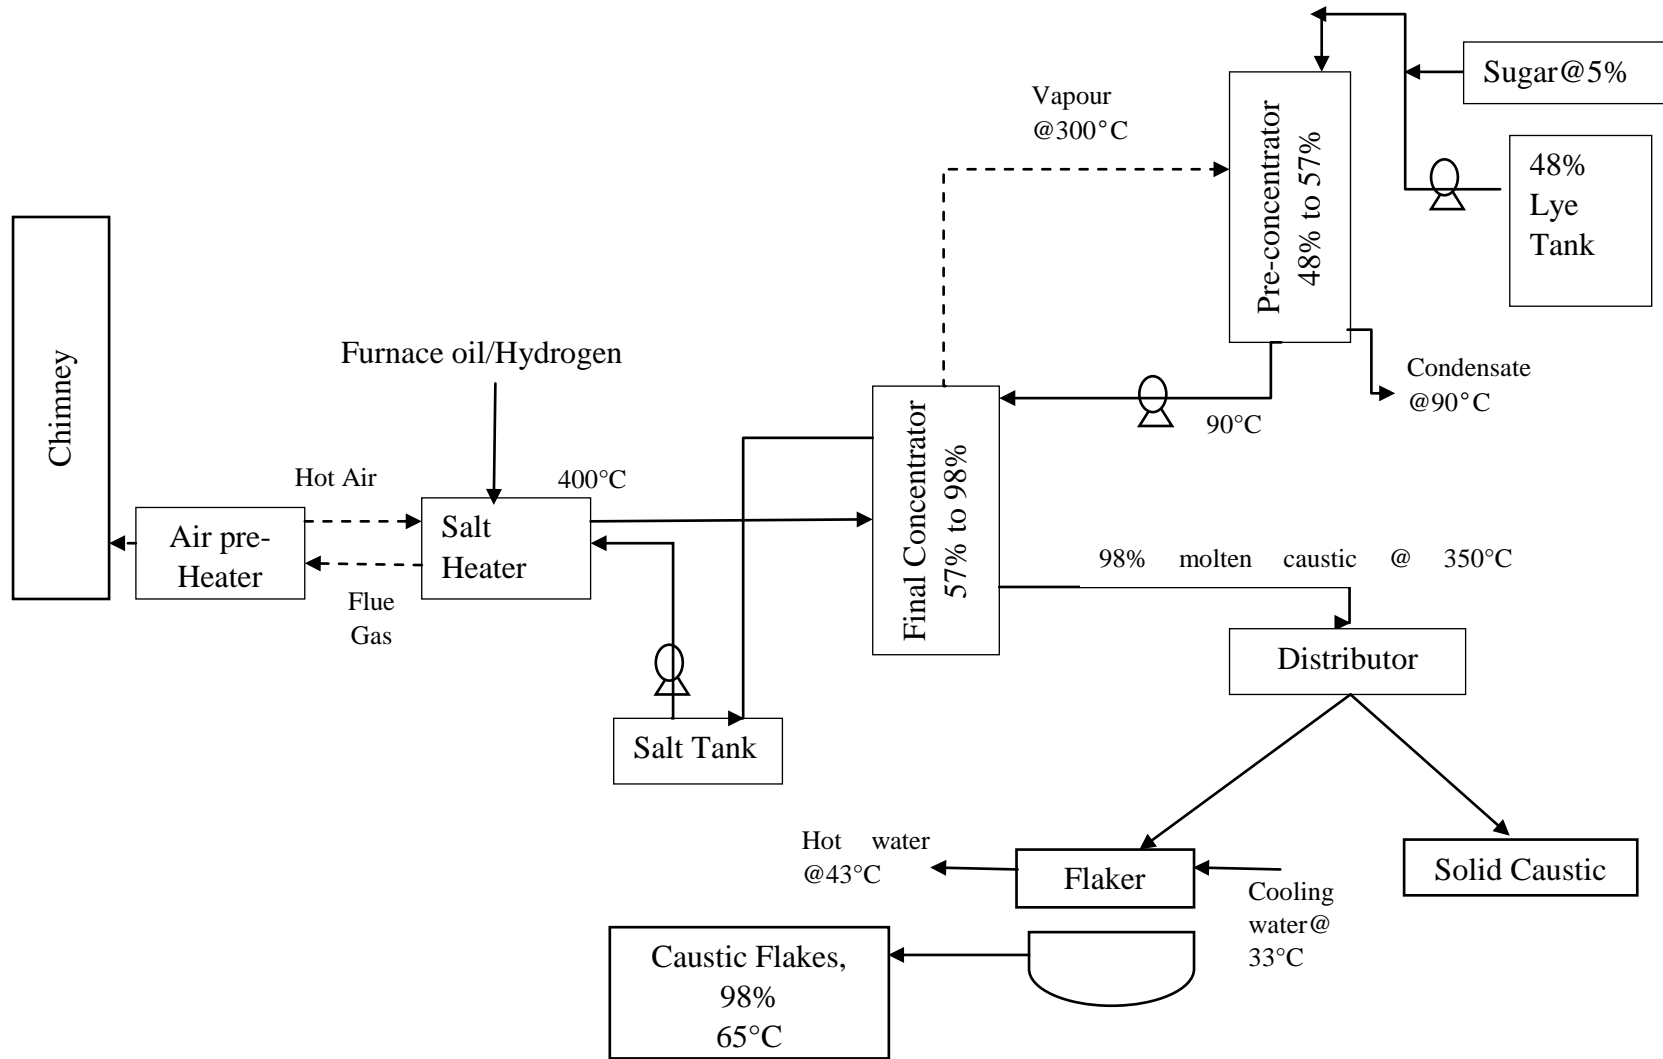 Sugar@5%
Vapour
@300°C
Pre-concentrator
48% to 57%
48%
Lye
Tank
Chimney
Furnace oil/Hydrogen
Condensate
@90°C
90°C
Final Concentrator
57% to 98%
Hot Air
400°C
Air pre-
Heater
Salt
Heater
Flue
Gas
98% molten caustic @ 350°C
Distributor
Salt Tank
Hot water
@43°C
Flaker
Cooling
water@
33°C
Solid Caustic
Caustic Flakes,
98%
65°C